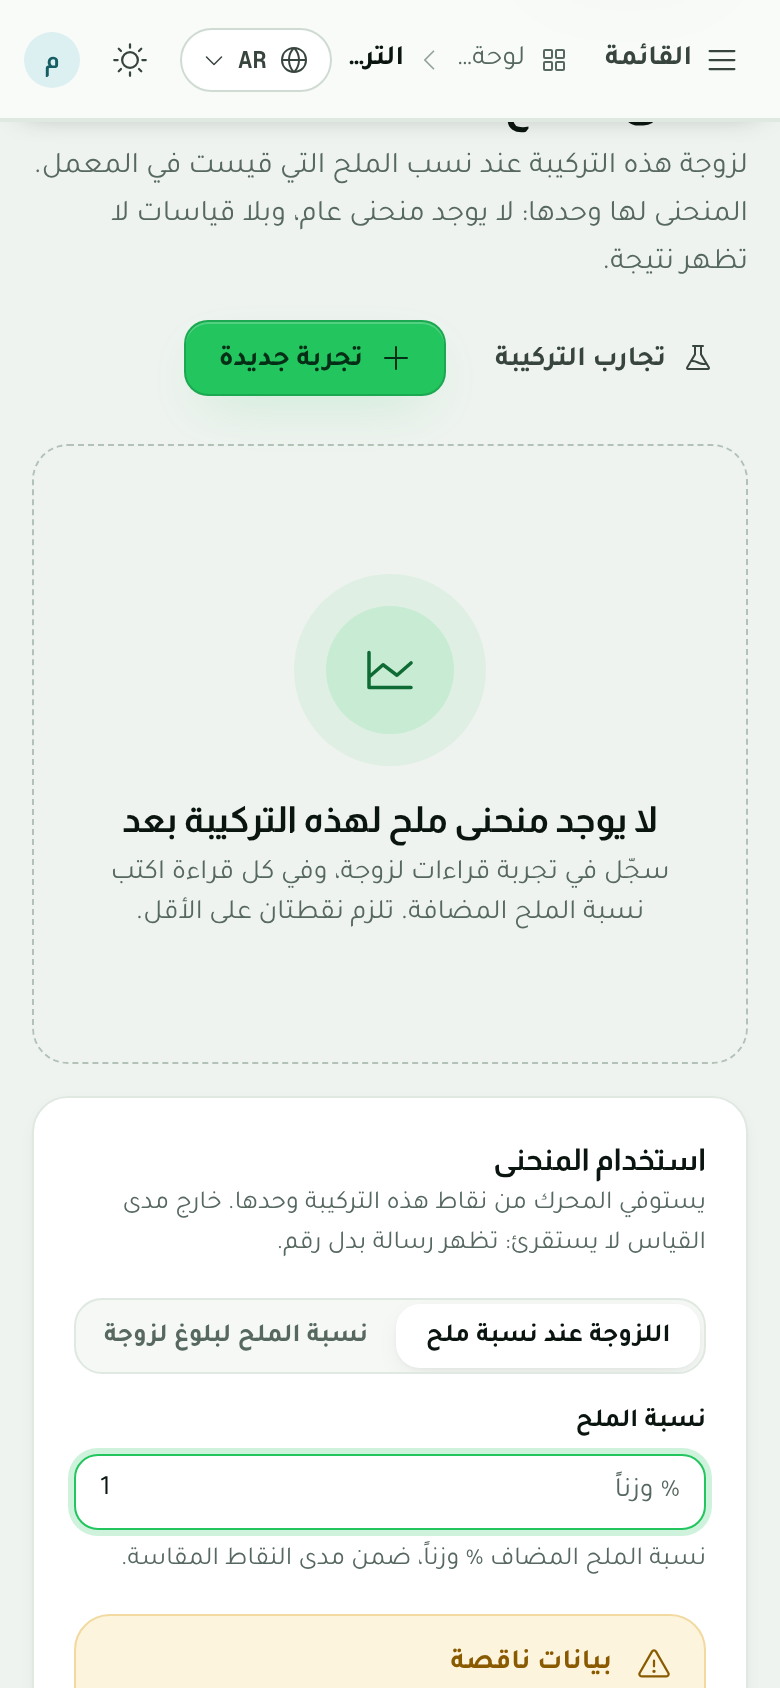 القائمة
لوحة...
التر...
AR
م
لزوجة هذه التركيبة عند نسب الملح التي قيست في المعمل.
المنحنى لها وحدها: لا يوجد منحنى عام، وبلا قياسات لا
تظهر نتيجة.
تجارب التركيبة
تجربة جديدة
لا يوجد منحنى ملح لهذه التركيبة بعد
سجّل في تجربة قراءات لزوجة، وفي كل قراءة اكتب
نسبة الملح المضافة. تلزم نقطتان على الأقل.
استخدام المنحنى
يستوفي المحرك من نقاط هذه التركيبة وحدها. خارج مدى
القياس لا يستقرئ: تظهر رسالة بدل رقم.
اللزوجة عند نسبة ملح
نسبة الملح لبلوغ لزوجة
نسبة الملح
% وزناً
1
نسبة الملح المضاف % وزناً، ضمن مدى النقاط المقاسة.
بيانات ناقصة